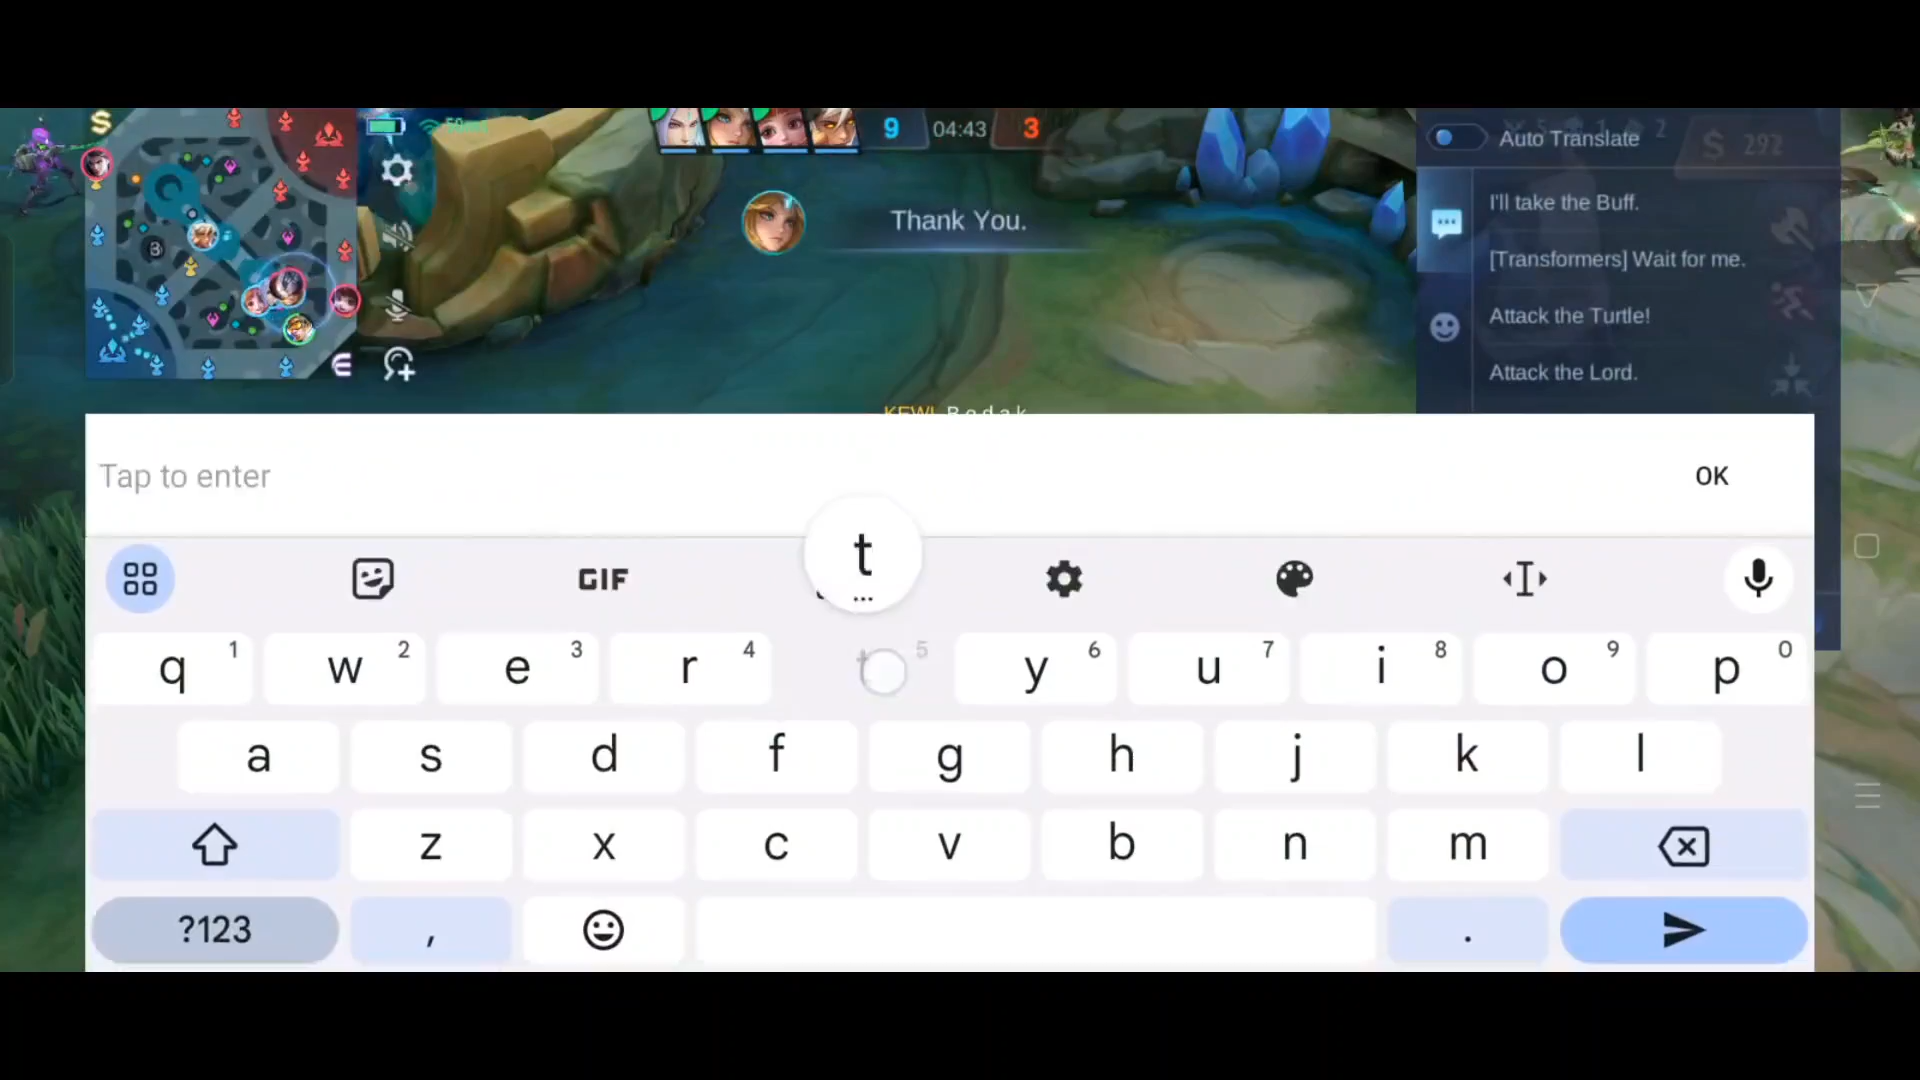 9 04:43 3
Auto Translate
$ 292
Thank You.
I'll take the Buff.
[Transformers] Wait for me.
Attack the Turtle!
Attack the Lord.
Tap to enter
OK
t
...
GIF
q 1 w 2 e 3 r 4 t 5 y 6 u 7 i 8 o 9 p 0
a s d f g h j k l
z x c v b n m
?123 , .